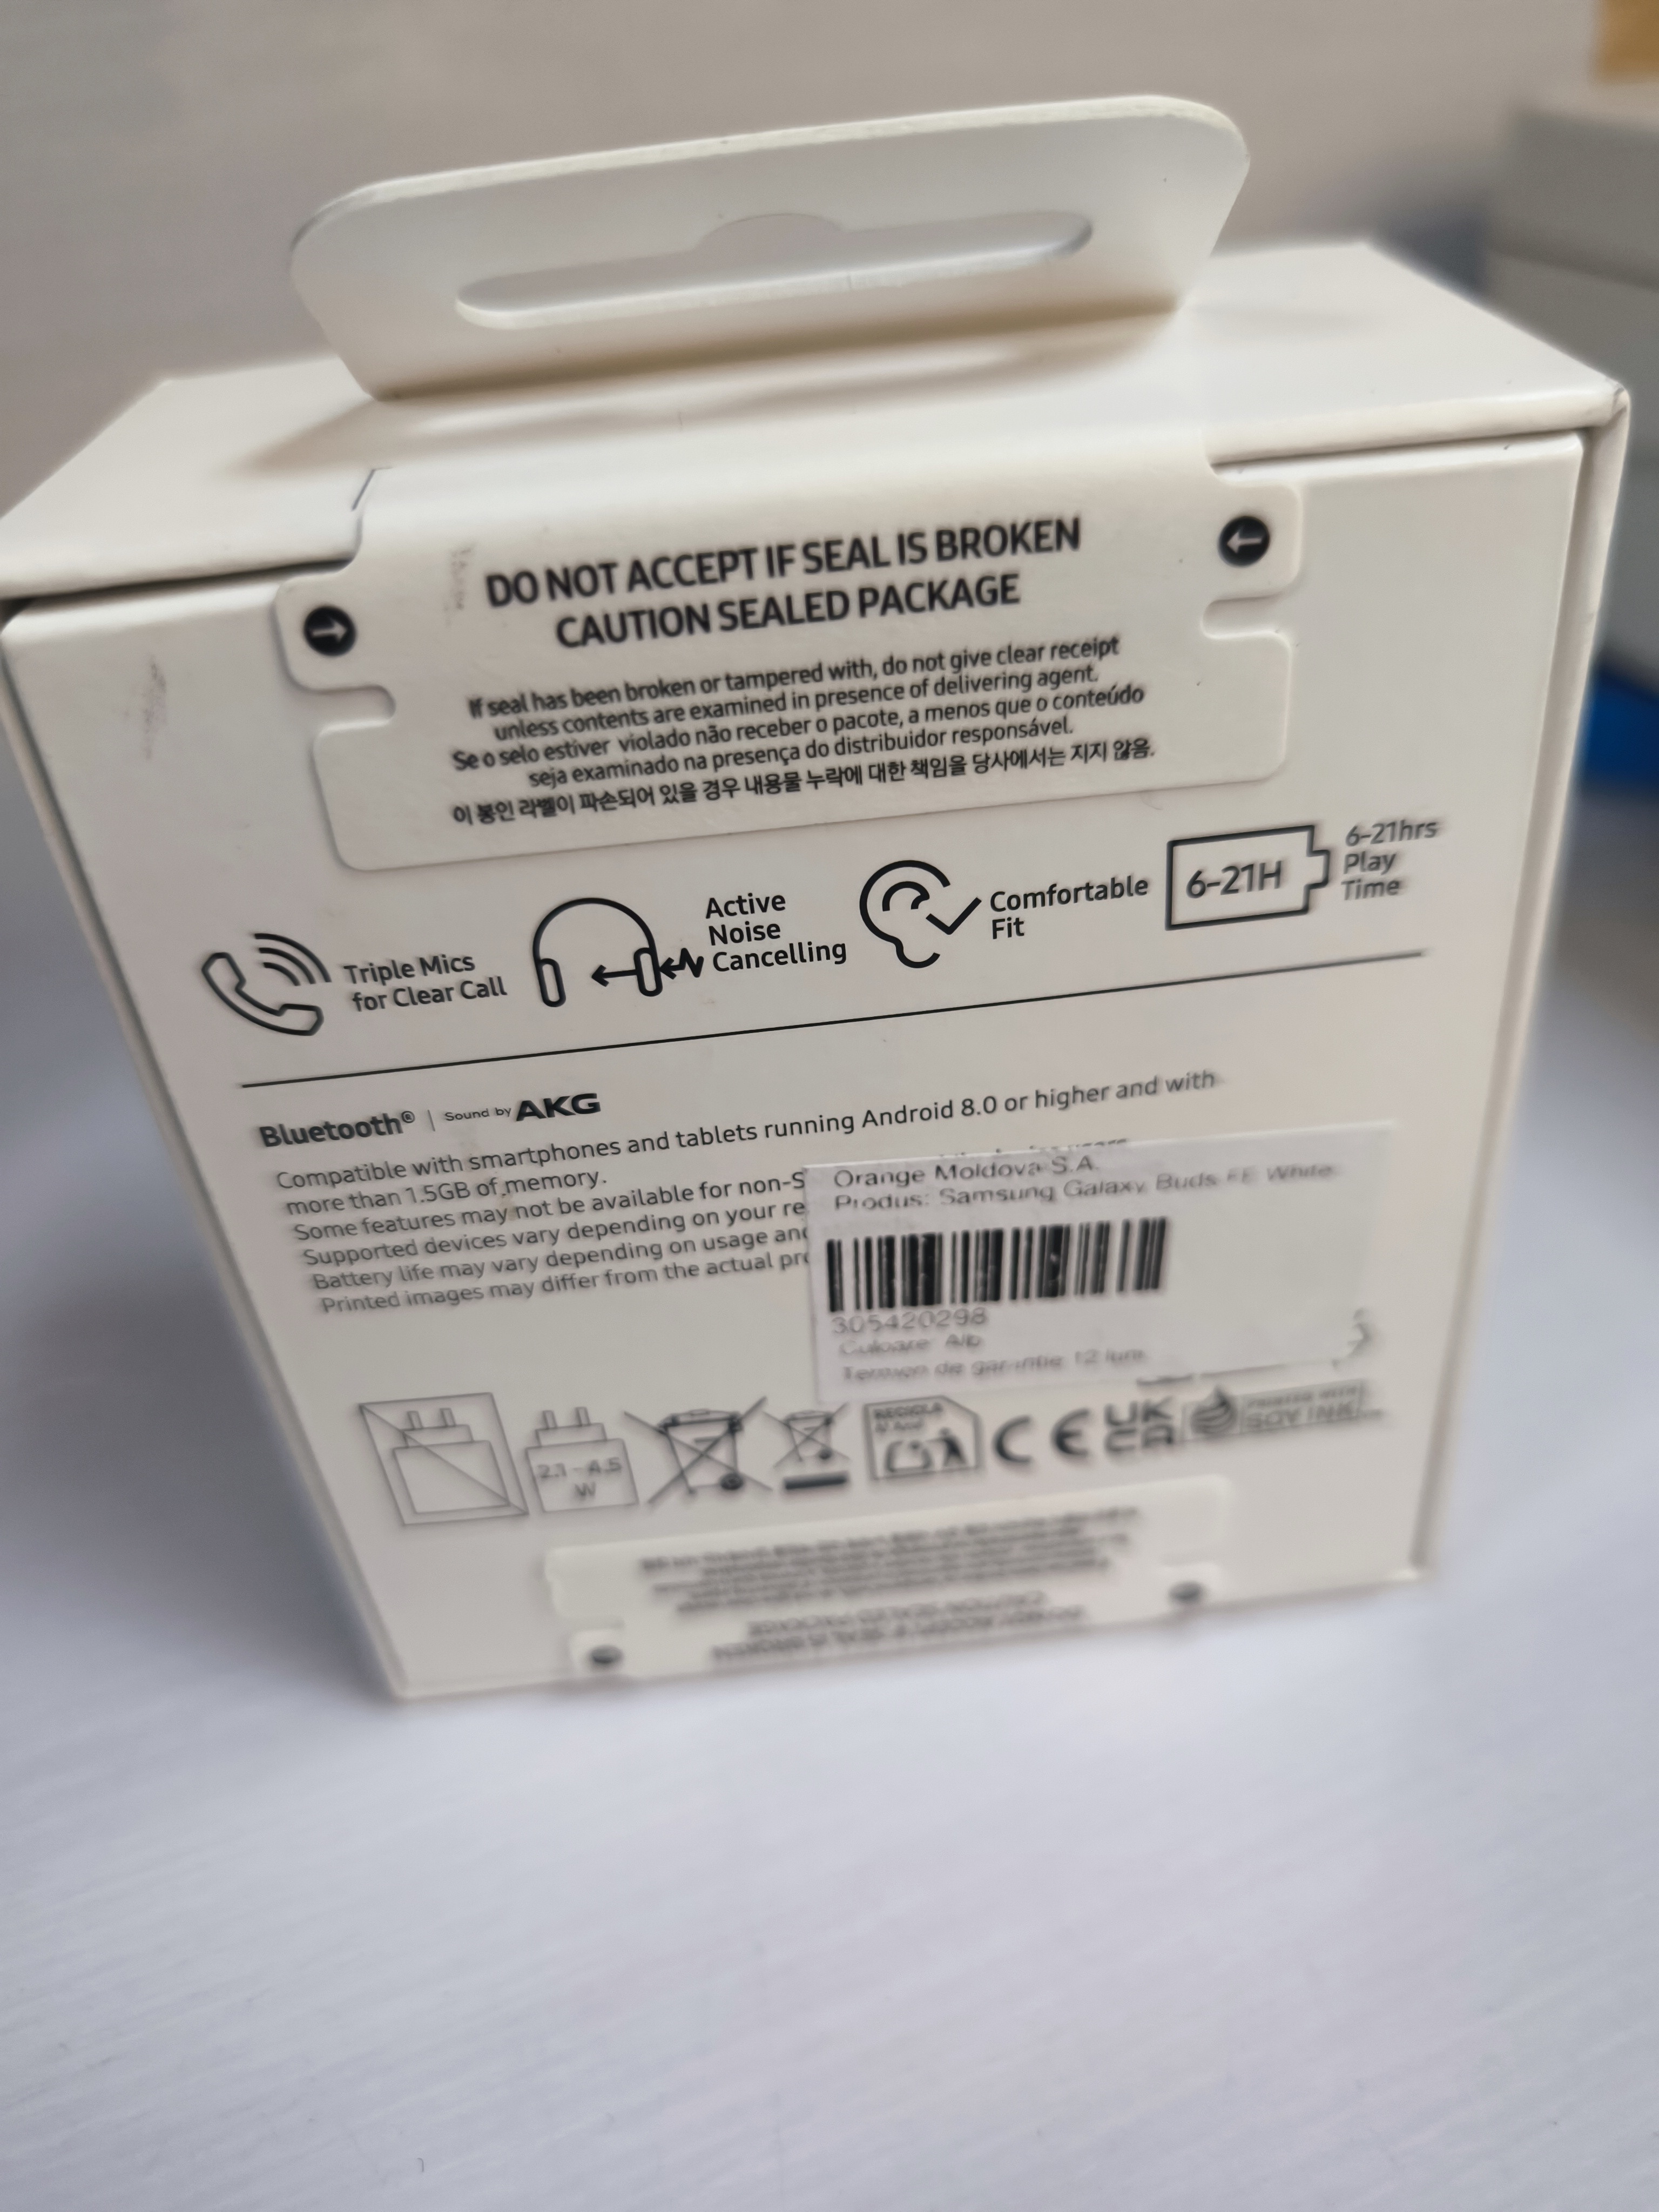 DO NOT ACCEPT IF SEAL IS BROKEN
CAUTION SEALED PACKAGE
If seal has been broken or tampered with, do not give clear receipt
unless contents are examined in presence of delivering agent.
Se o selo estiver violado não receber o pacote, a menos que o conteúdo
seja examinado na presença do distribuidor responsável.
이 봉인 라벨이 파손되어 있을 경우 내용물 누락에 대한 책임을 당사에서는 지지 않음.
Triple Mics
for Clear Call
Active
Noise
Cancelling
Comfortable
Fit
6-21H
6-21hrs
Play
Time
Bluetooth® | Sound by AKG
Compatible with smartphones and tablets running Android 8.0 or higher and with
more than 1.5GB of memory.
Some features may not be available for non-S
Supported devices vary depending on your re
Battery life may vary depending on usage and
Printed images may differ from the actual pro
Orange Moldova S.A.
Produs: Samsung Galaxy Buds FE White
305420298
Culoare: Alb
Termen de garantie 12 luni
2.1 - 4.5
W
RECICLA
CE
UK
CA
PRINTED WITH
SOY INK